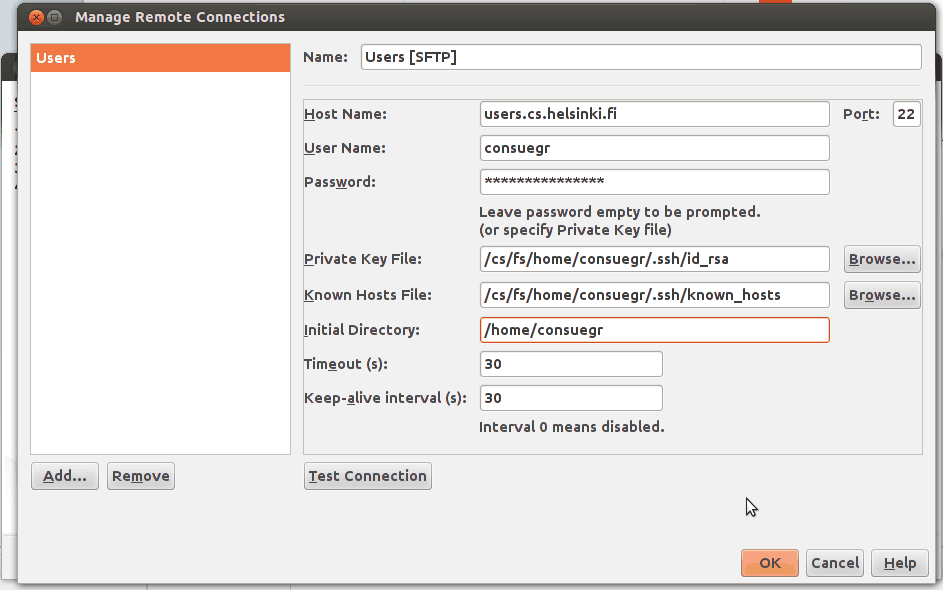 Manage Remote Connections
Users
Name: Users [SFTP]
Host Name: users.cs.helsinki.fi Port: 22
User Name: consuegr
Password: ***************
Leave password empty to be prompted.
(or specify Private Key file)
Private Key File: /cs/fs/home/consuegr/.ssh/id_rsa Browse...
Known Hosts File: /cs/fs/home/consuegr/.ssh/known_hosts Browse...
Initial Directory: /home/consuegr
Timeout (s): 30
Keep-alive interval (s): 30
Interval 0 means disabled.
Add... Remove Test Connection
OK Cancel Help